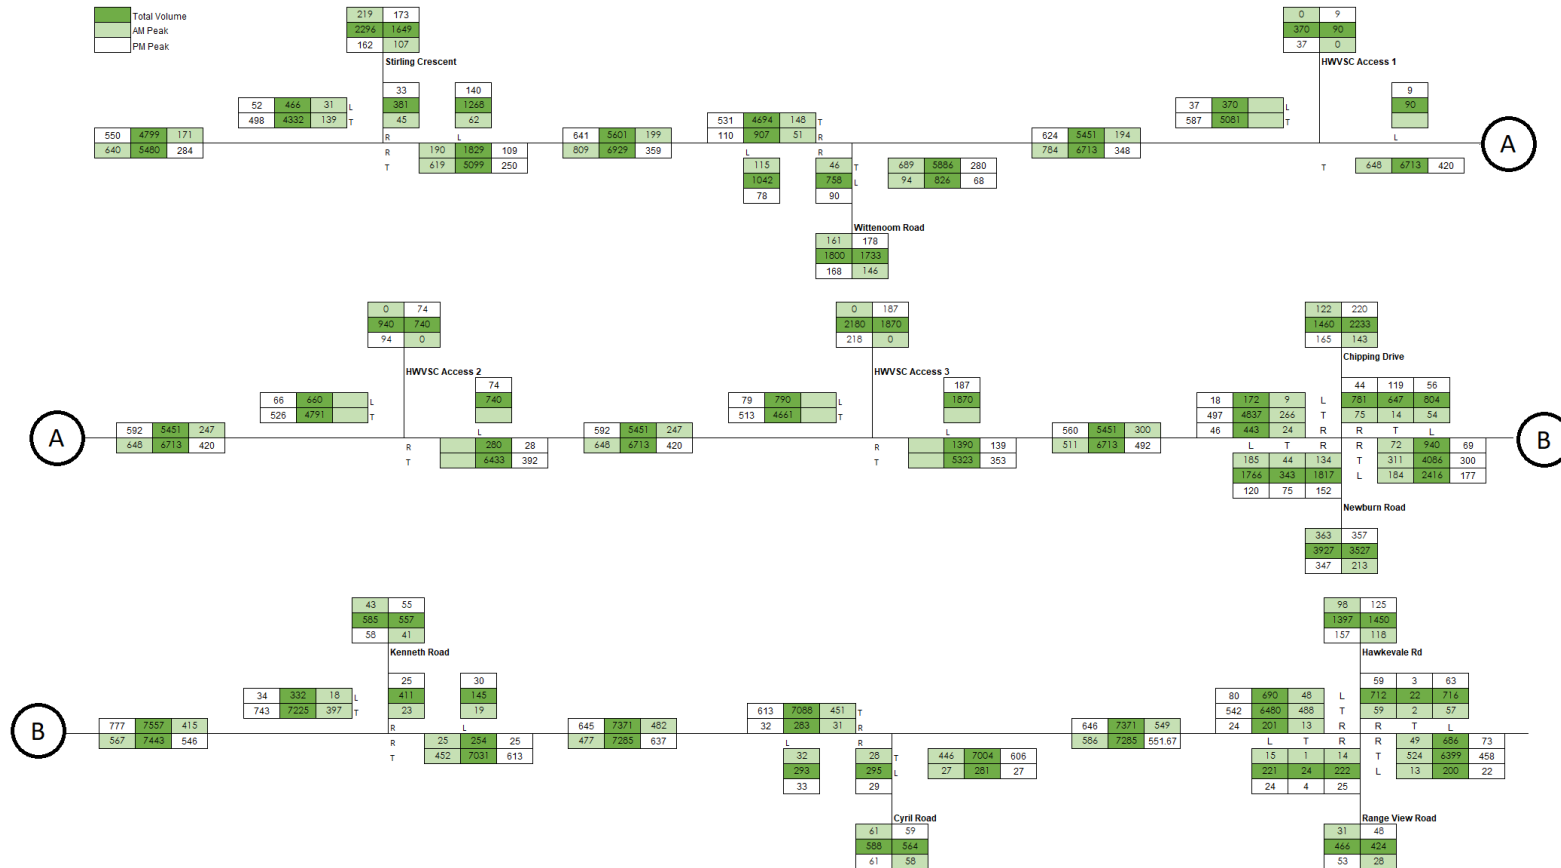 Total Volume
AM Peak
PM Peak
219 173
2296 1649
162 107
Stirling Crescent
0 9
370 90
37 0
HWVSC Access 1
33 140
381 1268
45 62
R L
52 466 31 L
498 4332 139 T
550 4799 171
640 5480 284
R 190 1829 109
T 619 5099 250
641 5601 199
809 6929 359
531 4694 148 T
110 907 51 R
L R
115 46 T
1042 758 L
78 90
689 5886 280
94 826 68
Wittenoom Road
161 178
1800 1733
168 146
624 5451 194
784 6713 348
37 370 L
587 5081 T
9
90
L
T 648 6713 420
A
0 74
940 740
94 0
HWVSC Access 2
0 187
2180 1870
218 0
HWVSC Access 3
122 220
1460 2233
165 143
Chipping Drive
A
592 5451 247
648 6713 420
66 660 L
526 4791 T
74
740
L
R 280 28
T 6433 392
592 5451 247
648 6713 420
79 790 L
513 4661 T
187
1870
L
R 1390 139
T 5323 353
560 5451 300
511 6713 492
18 172 9 L
497 4837 266 T
46 443 24 R
44 119 56
781 647 804
75 14 54
R T L
L T R
185 44 134
1766 343 1817
120 75 152
R 72 940 69
T 311 4086 300
L 184 2416 177
Newburn Road
363 357
3927 3527
347 213
B
43 55
585 557
58 41
Kenneth Road
98 125
1397 1450
157 118
Hawkevale Rd
B
777 7557 415
567 7443 546
34 332 18 L
743 7225 397 T
25 30
411 145
23 19
R L
R 25 254 25
T 452 7031 613
645 7371 482
477 7285 637
613 7088 451 T
32 283 31 R
L R
32 28 T
293 295 L
33 29
446 7004 606
27 281 27
Cyril Road
61 59
588 564
61 58
646 7371 549
586 7285 551.67
80 690 48 L
542 6480 488 T
24 201 13 R
59 3 63
712 22 716
59 2 57
R T L
L T R
15 1 14
221 24 222
24 4 25
R 49 686 73
T 524 6399 458
L 13 200 22
Range View Road
31 48
466 424
53 28